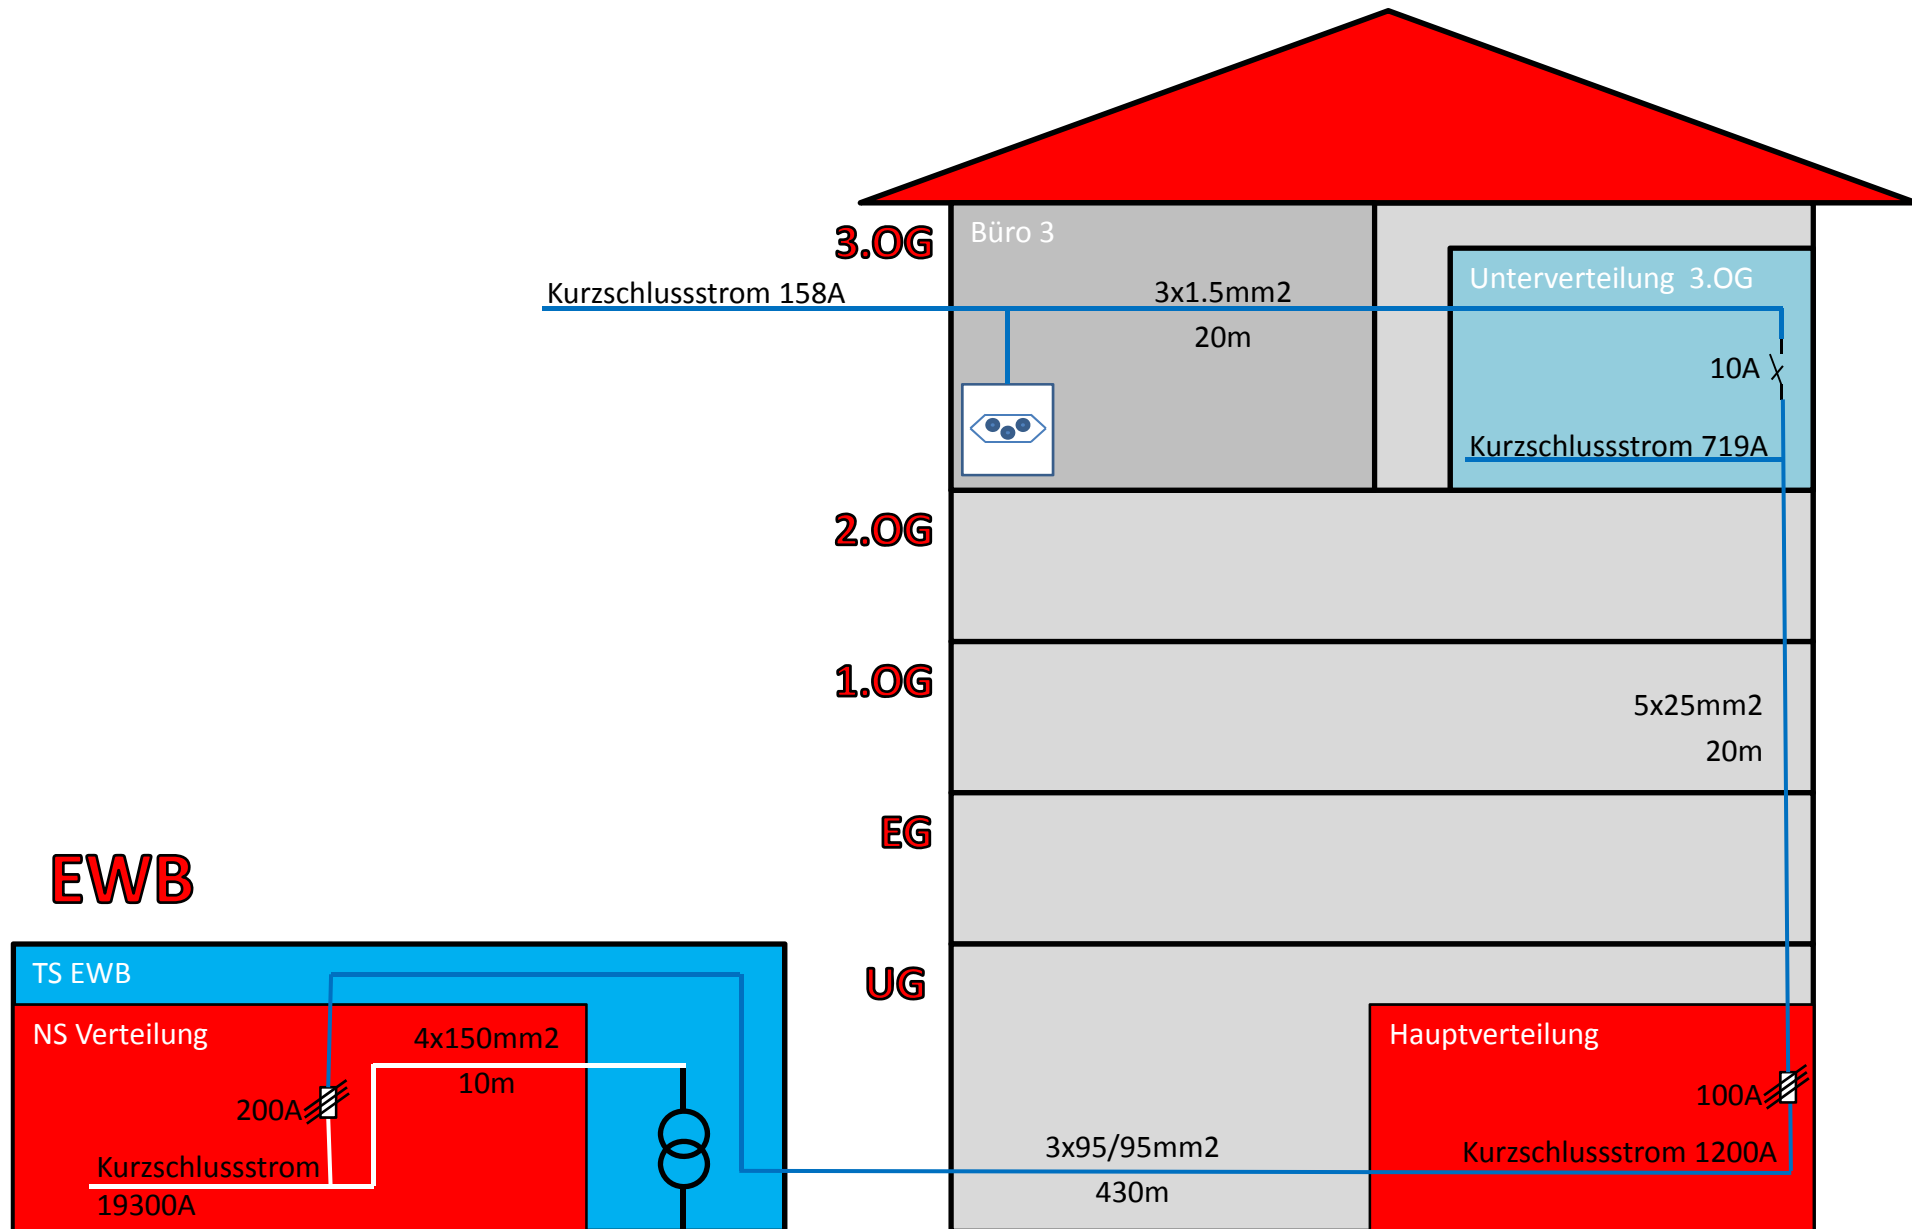 3.OG
Büro 3
Unterverteilung 3.OG
Kurzschlussstrom 158A
3x1.5mm2
20m
10A
Kurzschlussstrom 719A
2.OG
1.OG
5x25mm2
20m
EG
EWB
TS EWB
UG
NS Verteilung
4x150mm2
10m
200A
Kurzschlussstrom
19300A
Hauptverteilung
100A
3x95/95mm2
430m
Kurzschlussstrom 1200A